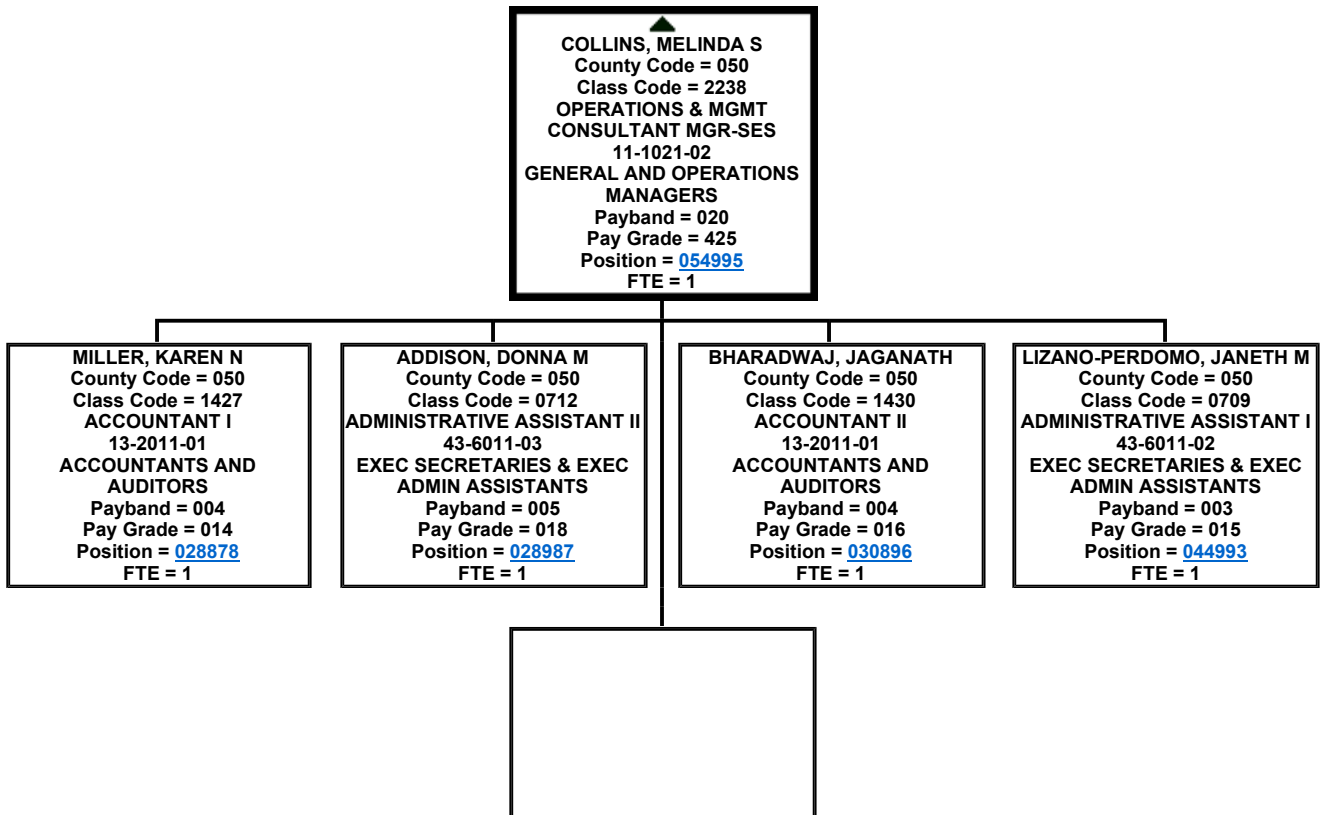 COLLINS, MELINDA S
County Code = 050
Class Code = 2238
OPERATIONS & MGMT
CONSULTANT MGR-SES
11-1021-02
GENERAL AND OPERATIONS
MANAGERS
Payband = 020
Pay Grade = 425
Position = 054995
FTE = 1
MILLER, KAREN N
County Code = 050
Class Code = 1427
ACCOUNTANT I
13-2011-01
ACCOUNTANTS AND
AUDITORS
Payband = 004
Pay Grade = 014
Position = 028878
FTE = 1
ADDISON, DONNA M
County Code = 050
Class Code = 0712
ADMINISTRATIVE ASSISTANT II
43-6011-03
EXEC SECRETARIES & EXEC
ADMIN ASSISTANTS
Payband = 005
Pay Grade = 018
Position = 028987
FTE = 1
BHARADWAJ, JAGANATH
County Code = 050
Class Code = 1430
ACCOUNTANT II
13-2011-01
ACCOUNTANTS AND
AUDITORS
Payband = 004
Pay Grade = 016
Position = 030896
FTE = 1
LIZANO-PERDOMO, JANETH M
County Code = 050
Class Code = 0709
ADMINISTRATIVE ASSISTANT I
43-6011-02
EXEC SECRETARIES & EXEC
ADMIN ASSISTANTS
Payband = 003
Pay Grade = 015
Position = 044993
FTE = 1